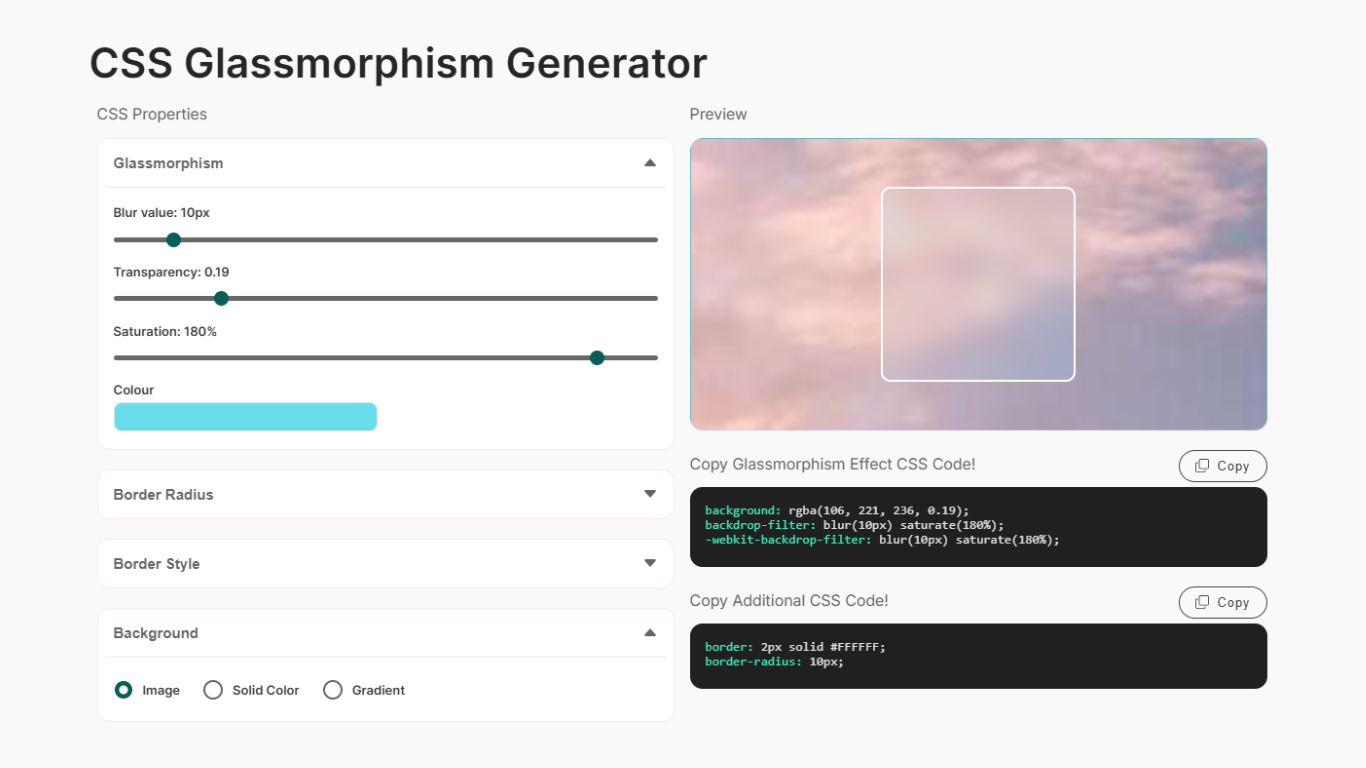 CSS Glassmorphism Generator
CSS Properties
Glassmorphism
Blur value: 10px
Transparency: 0.19
Saturation: 180%
Colour
Border Radius
Border Style
Background
Image Solid Color Gradient
Preview
Copy Glassmorphism Effect CSS Code!
Copy
background: rgba(106, 221, 236, 0.19);
backdrop-filter: blur(10px) saturate(180%);
-webkit-backdrop-filter: blur(10px) saturate(180%);
Copy Additional CSS Code!
Copy
border: 2px solid #FFFFFF;
border-radius: 10px;